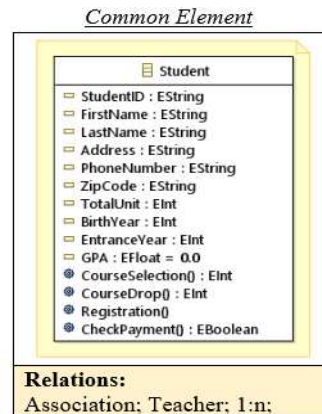 Common Element
Student
StudentID : EString
FirstName : EString
LastName : EString
Address : EString
PhoneNumber : EString
ZipCode : EString
TotalUnit : EInt
BirthYear : EInt
EntranceYear : EInt
GPA : EFloat = 0.0
CourseSelection() : EInt
CourseDrop() : EInt
Registration()
CheckPayment() : EBoolean
Relations:
Association; Teacher; 1:n;